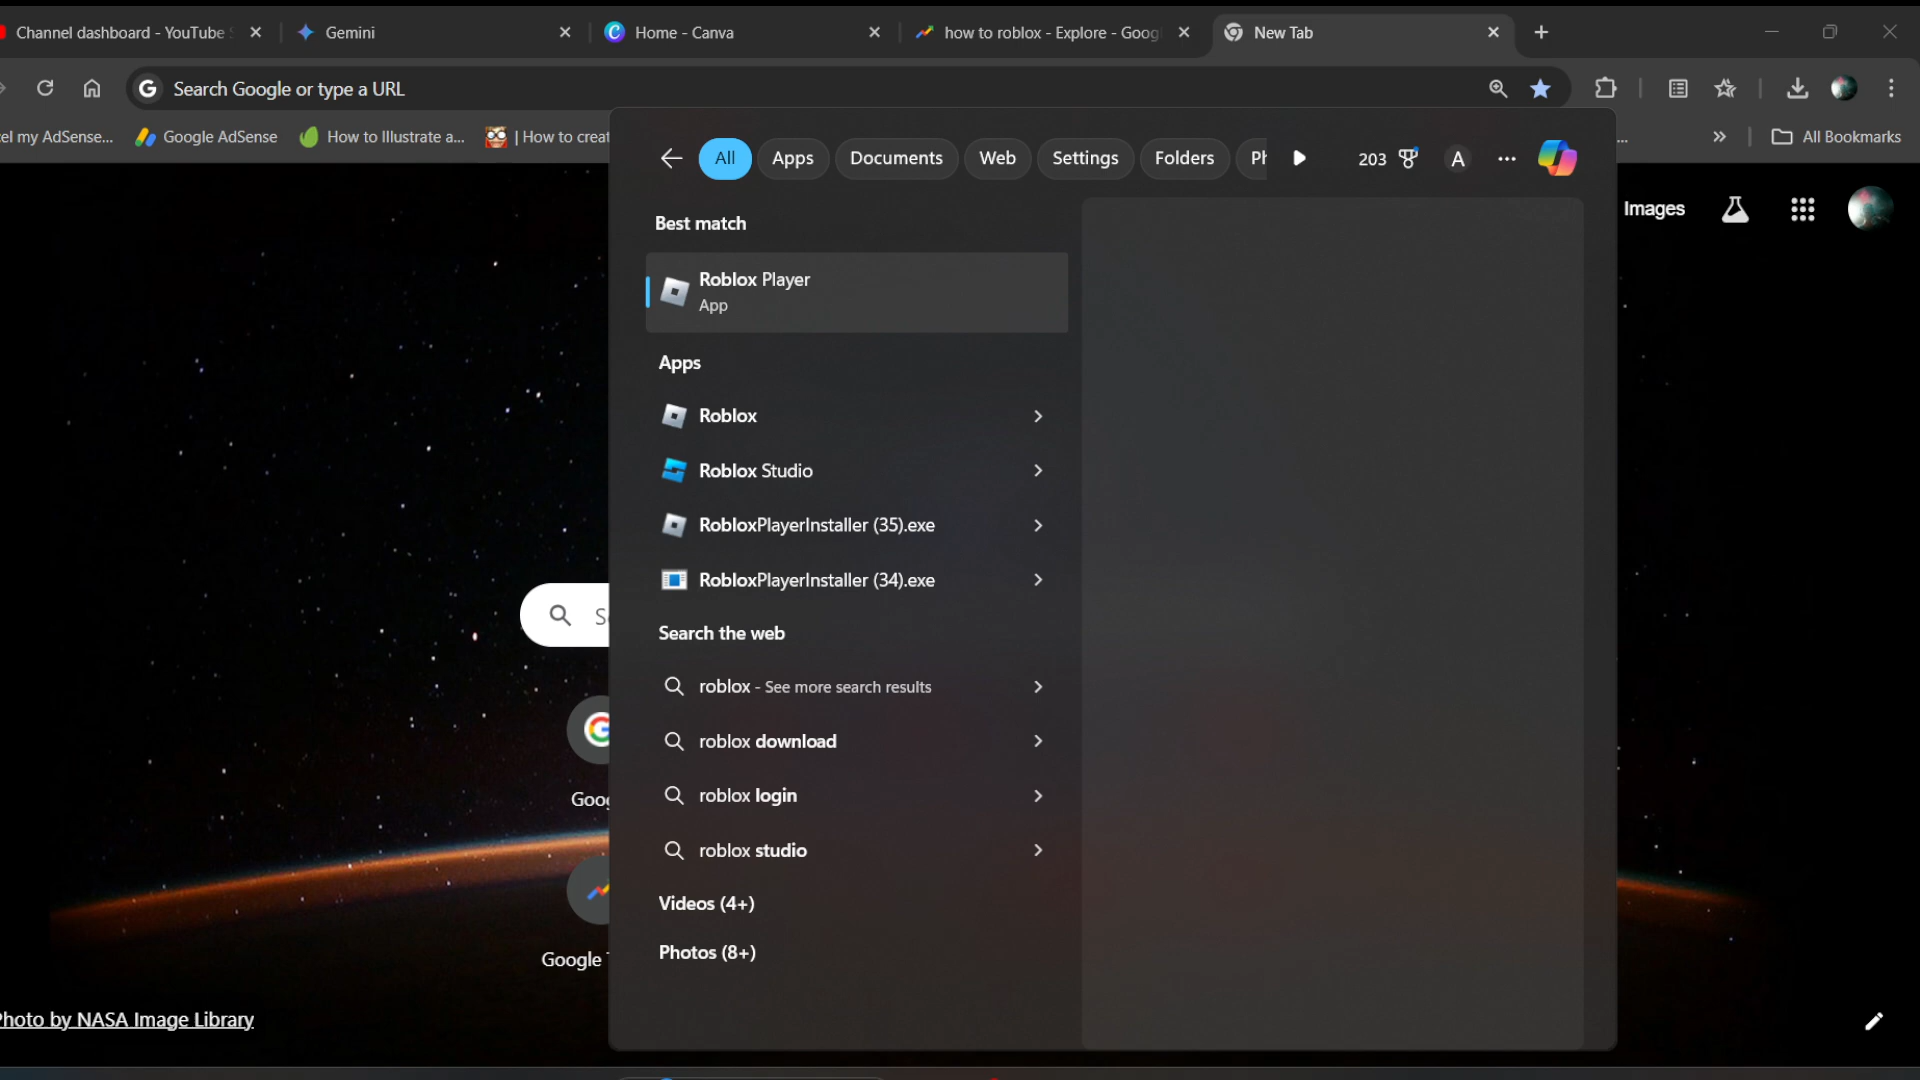 Channel dashboard - YouTube
Gemini
Home - Canva
how to roblox - Explore - Goog
New Tab
Search Google or type a URL
my AdSense...
Google AdSense
How to Illustrate a...
| How to
...
»
All Bookmarks
All
Apps
Documents
Web
Settings
Folders
203
A
Images
Best match
Roblox Player
App
Apps
Roblox
Roblox Studio
RobloxPlayerInstaller (35).exe
RobloxPlayerInstaller (34).exe
Search the web
roblox - See more search results
roblox download
roblox login
roblox studio
Videos (4+)
Photos (8+)
Google
Photo by NASA Image Library